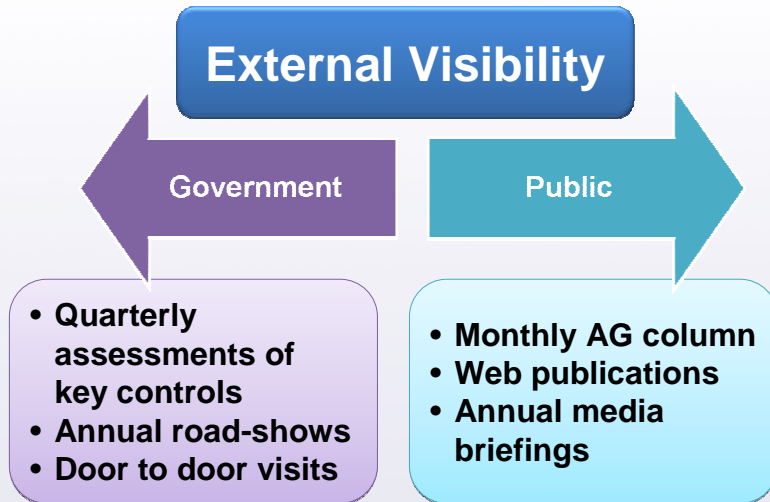 External Visibility
Government
Public
• Quarterly
assessments of
key controls
• Annual road-shows
• Door to door visits
• Monthly AG column
• Web publications
• Annual media
briefings